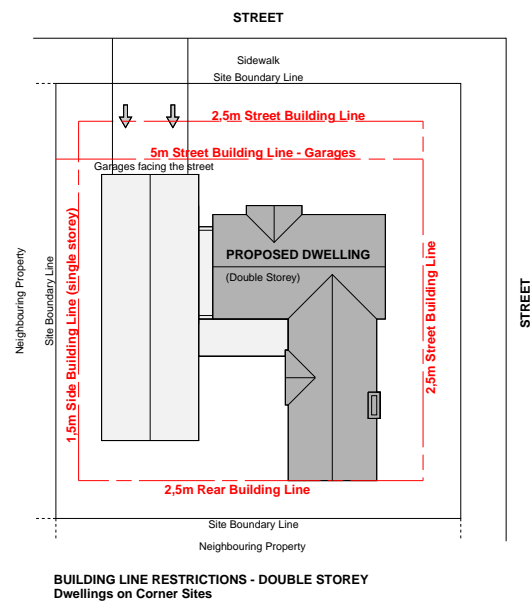 STREET
Sidewalk
Site Boundary Line
2,5m Street Building Line
5m Street Building Line - Garages
Garages facing the street
PROPOSED DWELLING
(Double Storey)
Neighbouring Property
Site Boundary Line
1,5m Side Building Line (single storey)
2,5m Street Building Line
STREET
2,5m Rear Building Line
Site Boundary Line
Neighbouring Property
BUILDING LINE RESTRICTIONS - DOUBLE STOREY
Dwellings on Corner Sites